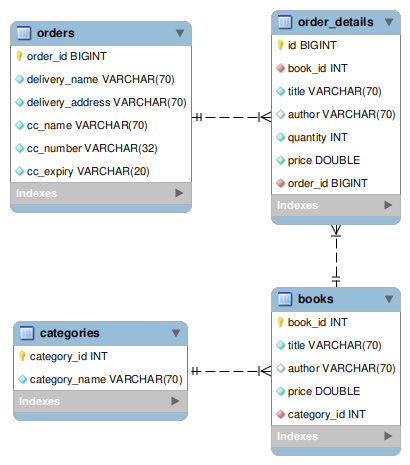 orders
order_id BIGINT
delivery_name VARCHAR(70)
delivery_address VARCHAR(70)
cc_name VARCHAR(70)
cc_number VARCHAR(32)
cc_expiry VARCHAR(20)
Indexes
order_details
id BIGINT
book_id INT
title VARCHAR(70)
author VARCHAR(70)
quantity INT
price DOUBLE
order_id BIGINT
Indexes
categories
category_id INT
category_name VARCHAR(70)
Indexes
books
book_id INT
title VARCHAR(70)
author VARCHAR(70)
price DOUBLE
category_id INT
Indexes